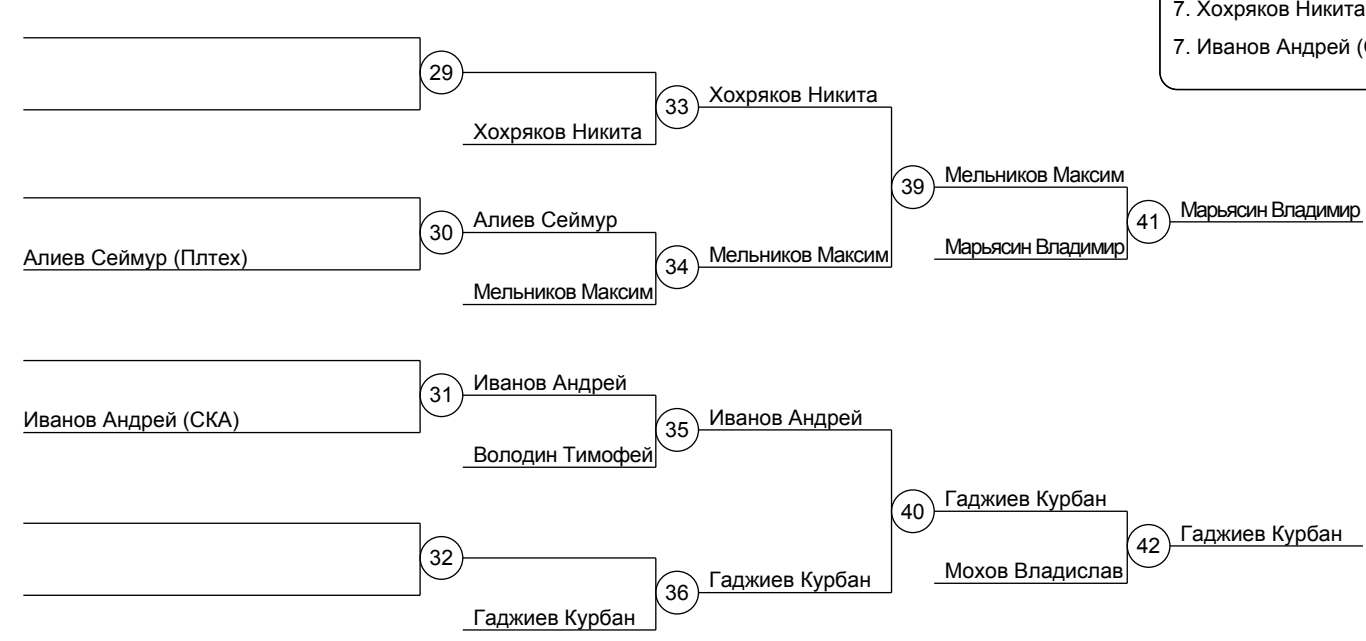 7. Хохряков Никита
7. Иванов Андрей (
29
33
Хохряков Никита
Хохряков Никита
39
Мельников Максим
41
Марьясин Владимир
Марьясин Владимир
30
Алиев Сеймур
Алиев Сеймур (Плтех)
34
Мельников Максим
Мельников Максим
31
Иванов Андрей
Иванов Андрей (СКА)
35
Иванов Андрей
Володин Тимофей
40
Гаджиев Курбан
42
Гаджиев Курбан
Мохов Владислав
32
36
Гаджиев Курбан
Гаджиев Курбан